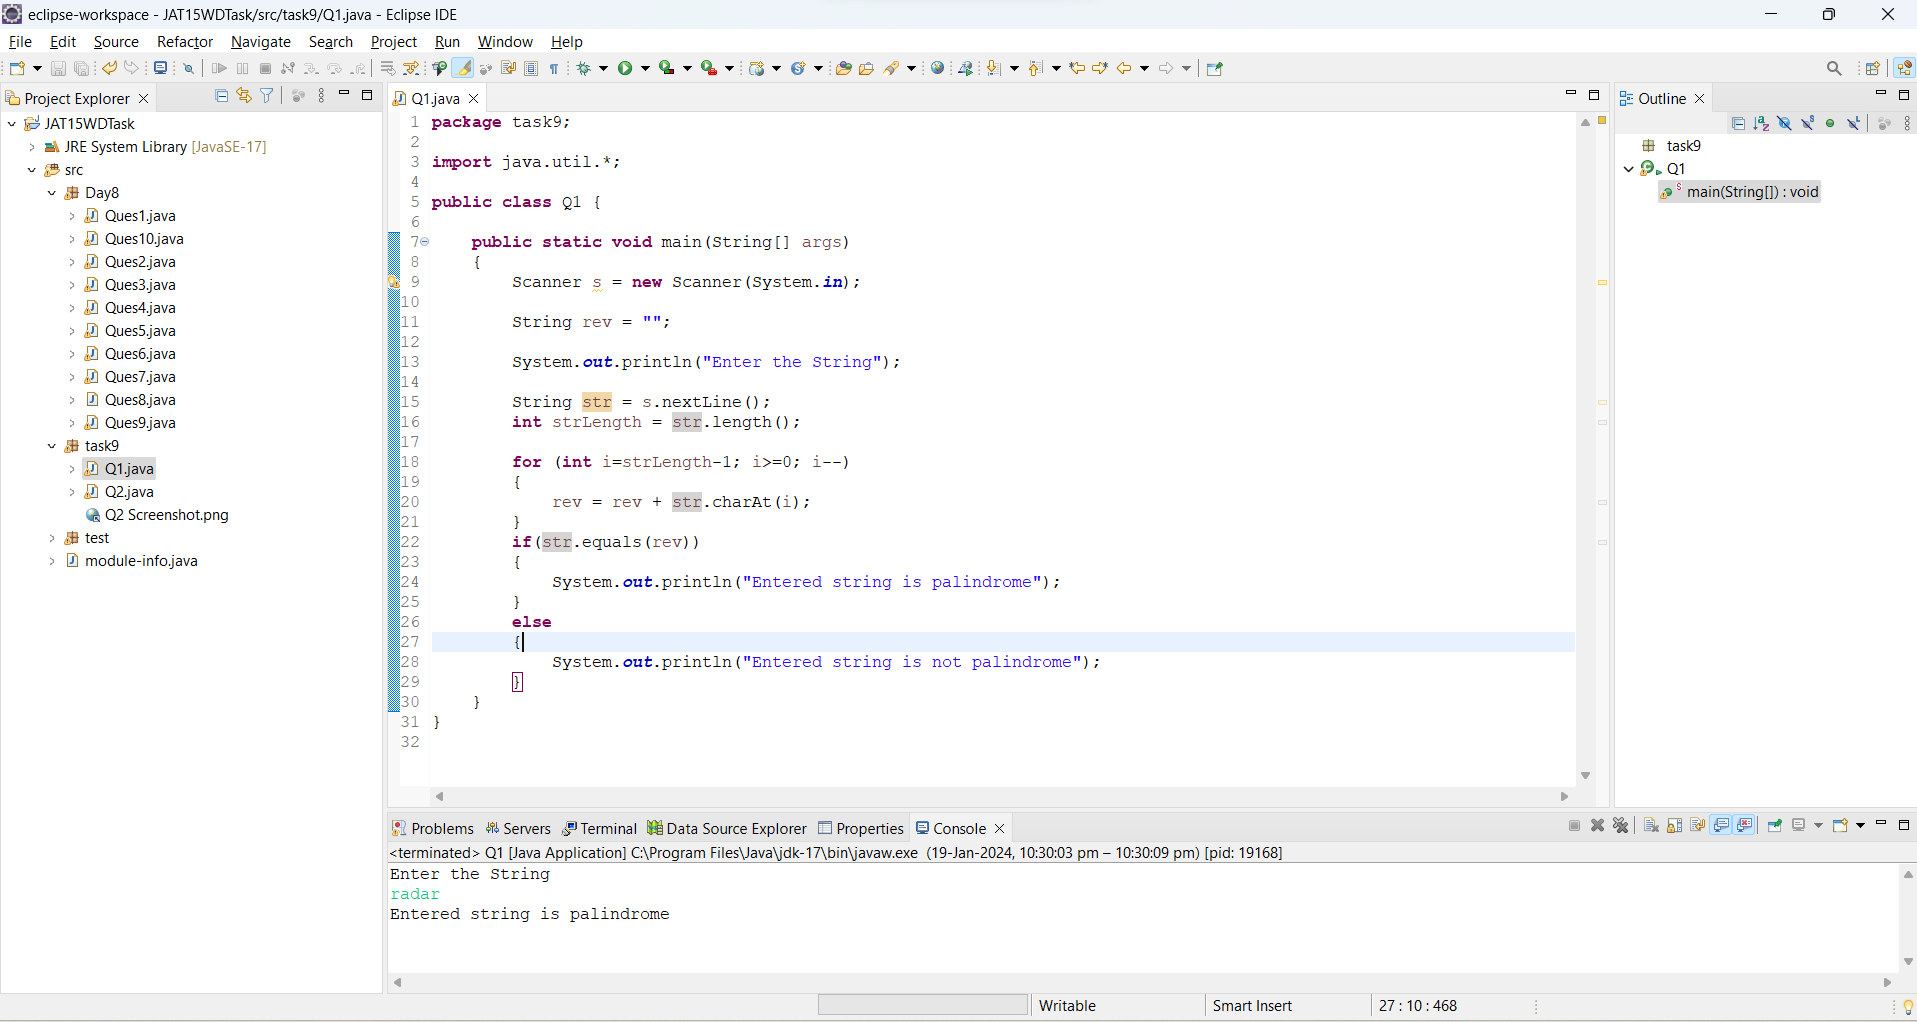 eclipse-workspace - JAT15WDTask/src/task9/Q1.java - Eclipse IDE
File Edit Source Refactor Navigate Search Project Run Window Help
Project Explorer
JAT15WDTask
JRE System Library [JavaSE-17]
src
Day8
Ques1.java
Ques10.java
Ques2.java
Ques3.java
Ques4.java
Ques5.java
Ques6.java
Ques7.java
Ques8.java
Ques9.java
task9
Q1.java
Q2.java
Q2 Screenshot.png
test
module-info.java
Q1.java
1 package task9;
2
3 import java.util.*;
4
5 public class Q1 {
6
7 public static void main(String[] args)
8 {
9 Scanner s = new Scanner(System.in);
10
11 String rev = "";
12
13 System.out.println("Enter the String");
14
15 String str = s.nextLine();
16 int strLength = str.length();
17
18 for (int i=strLength-1; i>=0; i--)
19 {
20 rev = rev + str.charAt(i);
21 }
22 if(str.equals(rev))
23 {
24 System.out.println("Entered string is palindrome");
25 }
26 else
27 {
28 System.out.println("Entered string is not palindrome");
29 }
30 }
31 }
32
Outline
task9
Q1
main(String[]) : void
Problems Servers Terminal Data Source Explorer Properties Console
<terminated> Q1 [Java Application] C:\Program Files\Java\jdk-17\bin\javaw.exe (19-Jan-2024, 10:30:03 pm – 10:30:09 pm) [pid: 19168]
Enter the String
radar
Entered string is palindrome
Writable Smart Insert 27 : 10 : 468